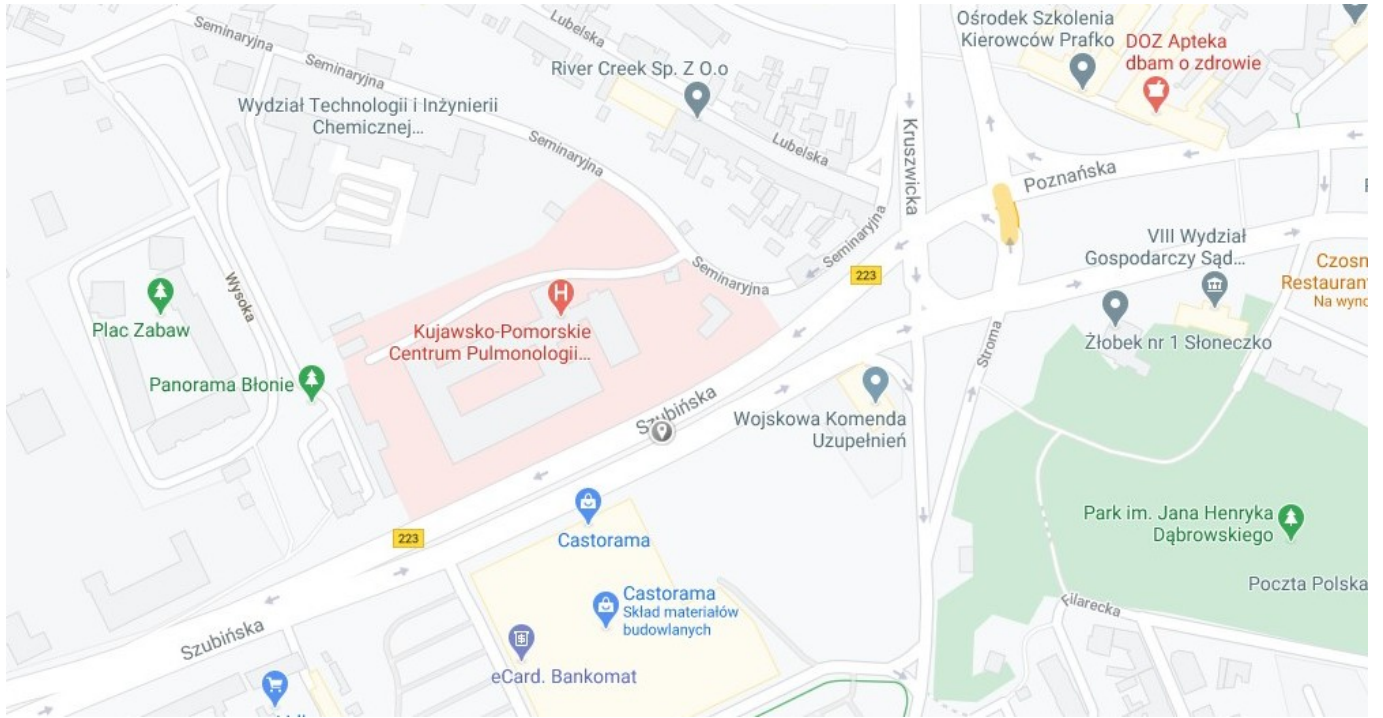 Seminaryjna
Lubelska
Ośrodek Szkolenia
Kierowców Prafko
DOZ Apteka
dbam o zdrowie
Seminaryjna
River Creek Sp. Z O.o
Wydział Technologii i Inżynierii
Chemicznej...
Seminaryjna
Lubelska
Kruszwicka
Poznańska
Seminaryjna
VIII Wydział
Gospodarczy Sąd...
Seminaryjna
223
Wysoka
Czosn
Restaurant
Na wyno
Plac Zabaw
Kujawsko-Pomorskie
Centrum Pulmonologii...
Stroma
Żłobek nr 1 Słoneczko
Panorama Błonie
Szubińska
Wojskowa Komenda
Uzupełnień
Park im. Jana Henryka
Dąbrowskiego
223
Castorama
Poczta Polska
Castorama
Skład materiałów
budowlanych
Filarecka
Szubińska
eCard. Bankomat